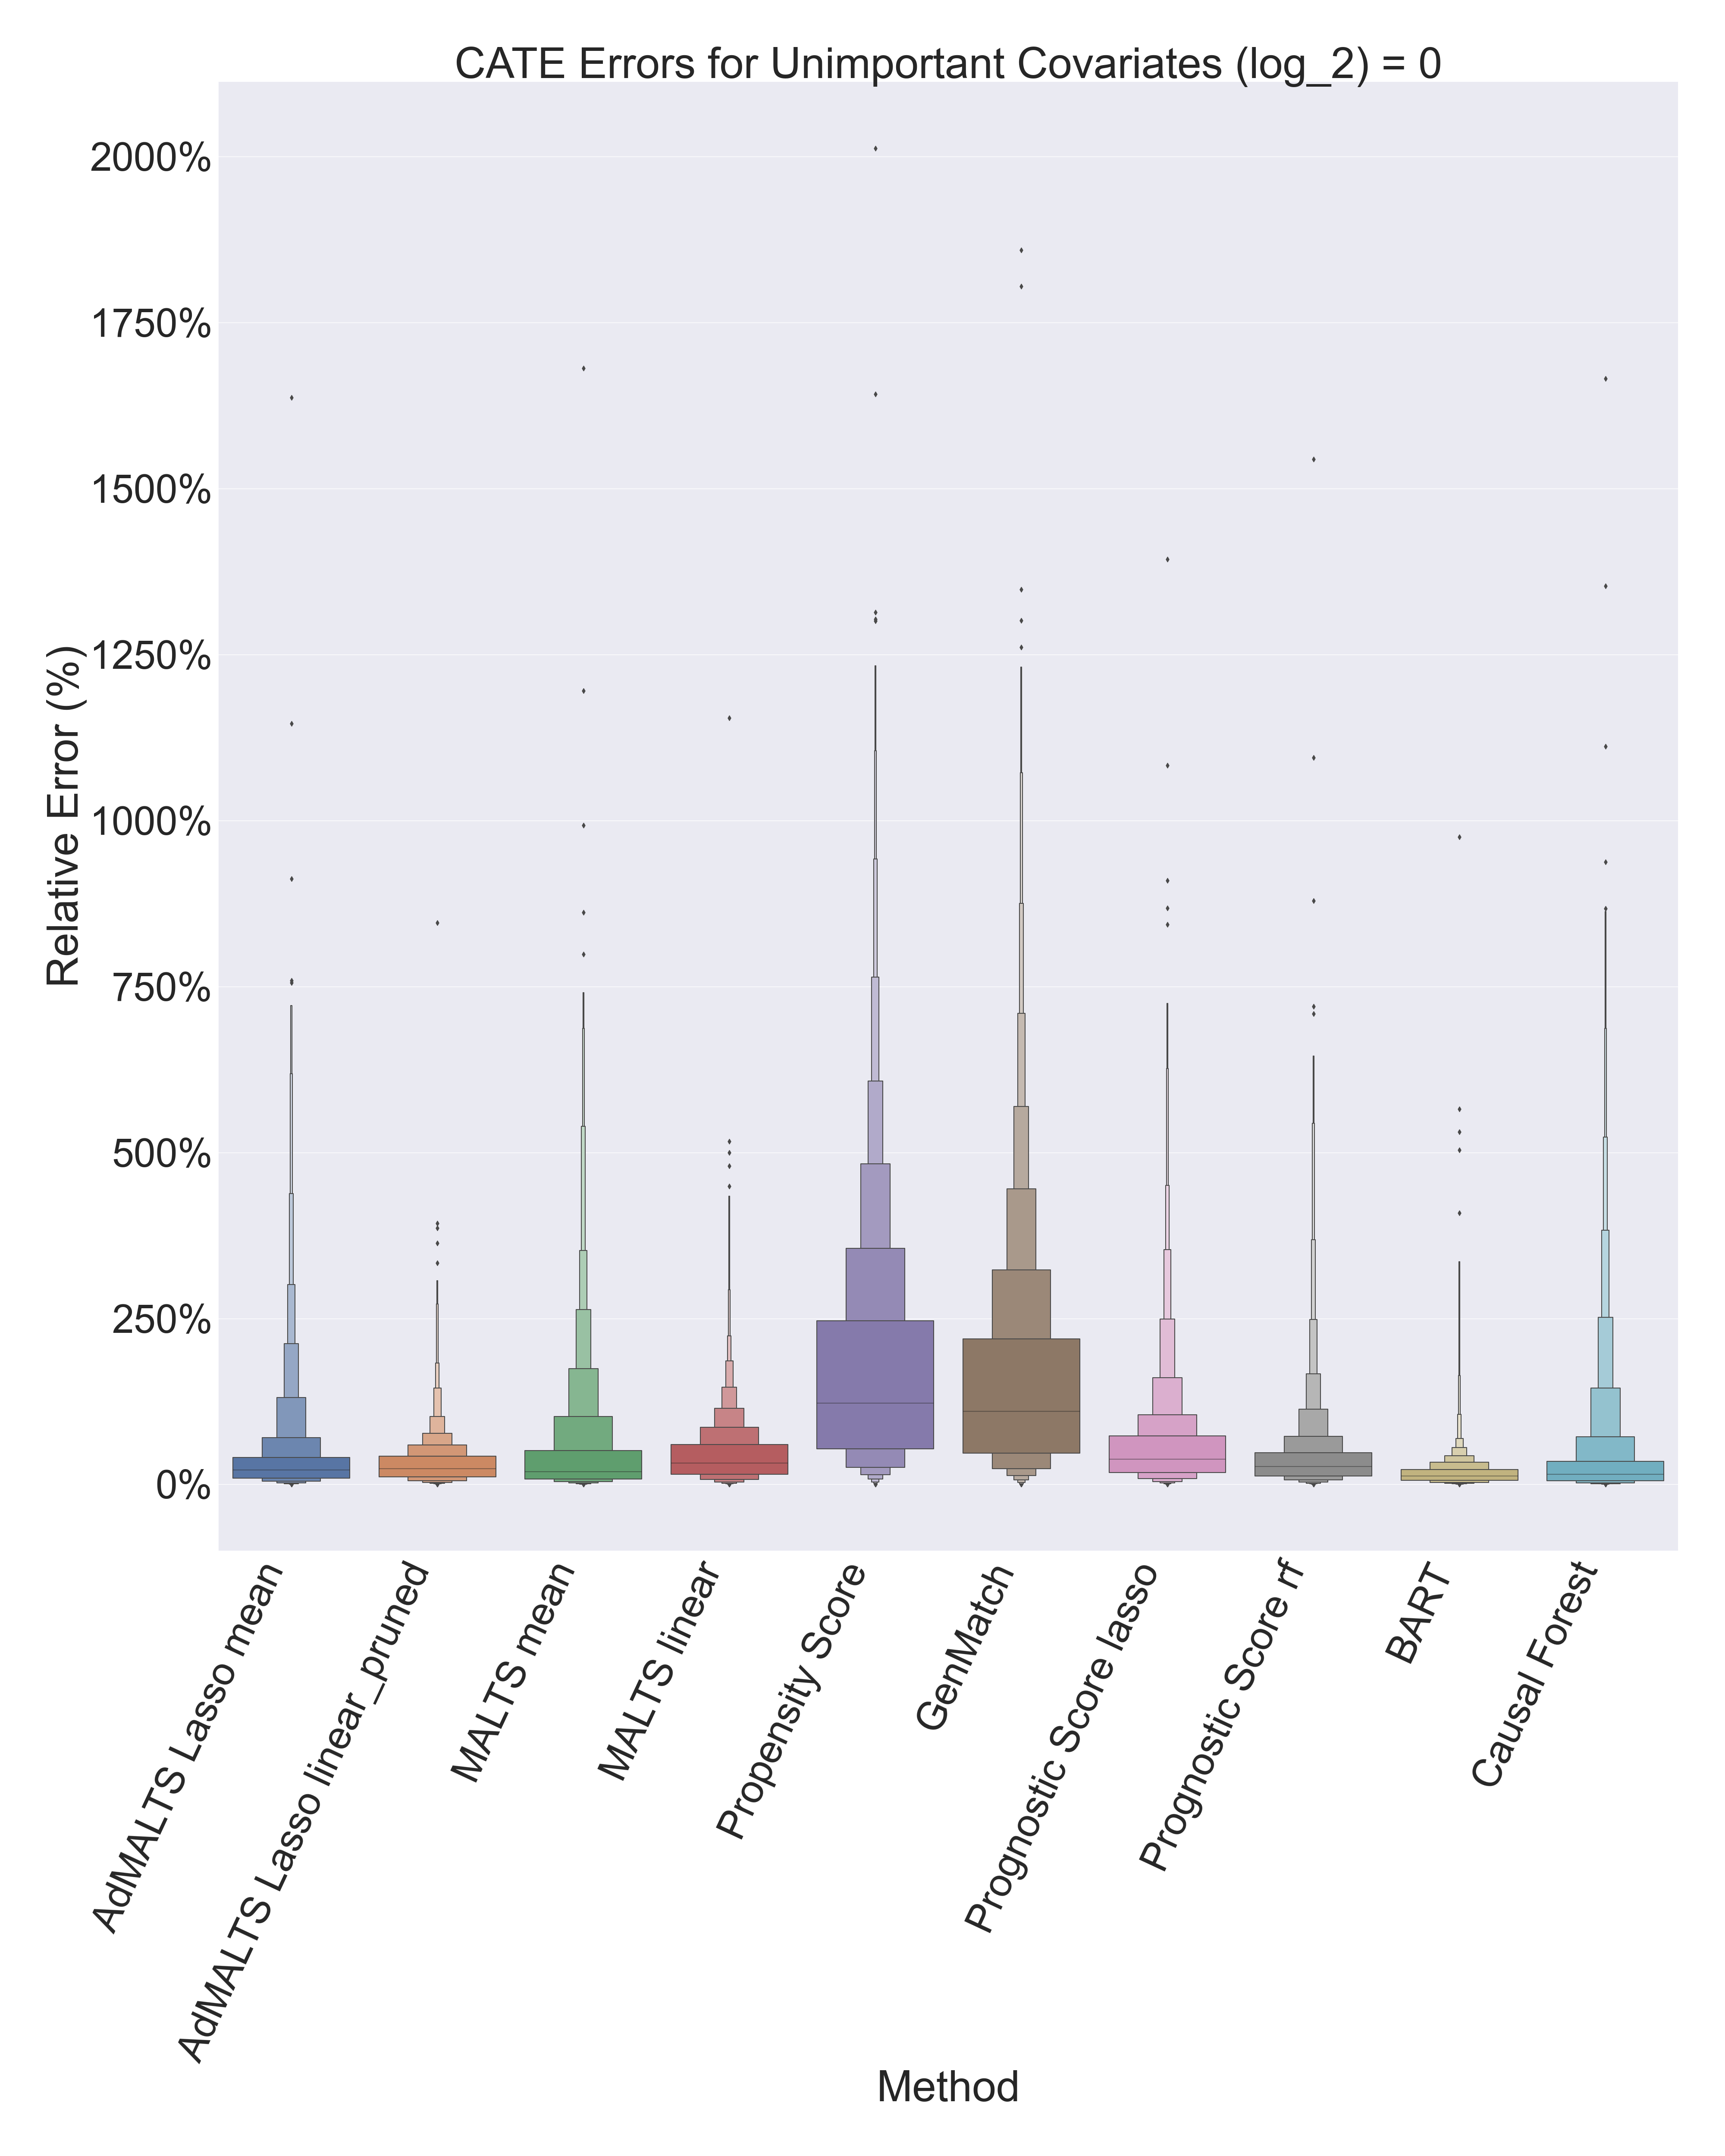 CATE Errors for Unimportant Covariates (log_2) = 0
2000%
1750%
1500%
1250%
1000%
750%
500%
250%
0%
Relative Error (%)
AdMALTS Lasso mean
AdMALTS Lasso linear_pruned
MALTS mean
MALTS linear
Propensity Score
GenMatch
Prognostic Score lasso
Prognostic Score rf
BART
Causal Forest
Method